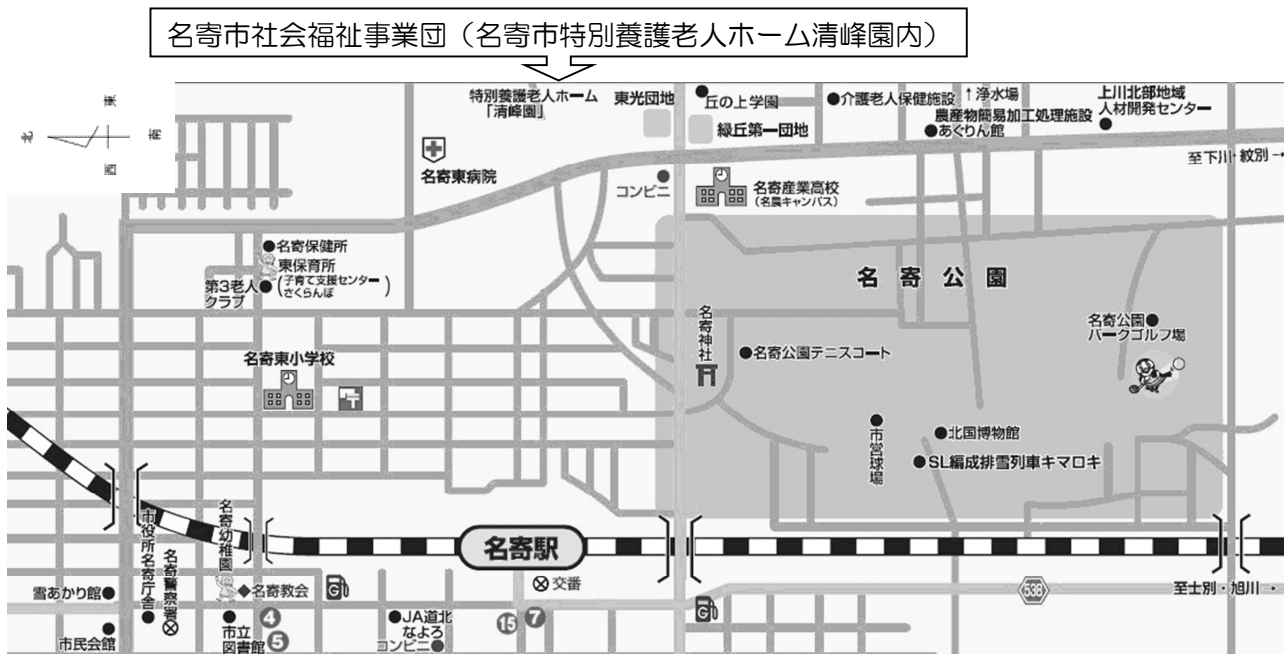 名寄市社会福祉事業団（名寄市特別養護老人ホーム清峰園内）
東
北
南
西
特別養護老人ホーム
「清峰園」
東光団地
●丘の上学園
緑丘第一団地
●介護老人保健施設
↑浄水場
農産物簡易加工処理施設
●あぐりん館
上川北部地域
人材開発センター
●
至下川・紋別→
名寄東病院
コンビニ
名寄産業高校
（名農キャンパス）
●名寄保健所
東保育所
（子育て支援センター
さくらんぼ）
第3老人●
クラブ
名寄公園
名寄公園●
パークゴルフ場
名寄神社
●名寄公園テニスコート
名寄東小学校
〒
●市営球場
●北国博物館
●SL編成排雪列車キマロキ
名寄駅
市役所名寄庁舎●
名寄警察署
名寄幼稚園
◆名寄教会
G
交番
538
至士別・旭川→
雪あかり館●
市民会館
●
市立
図書館
4
5
●JA道北
なよろ
コンビニ●
15
7
G